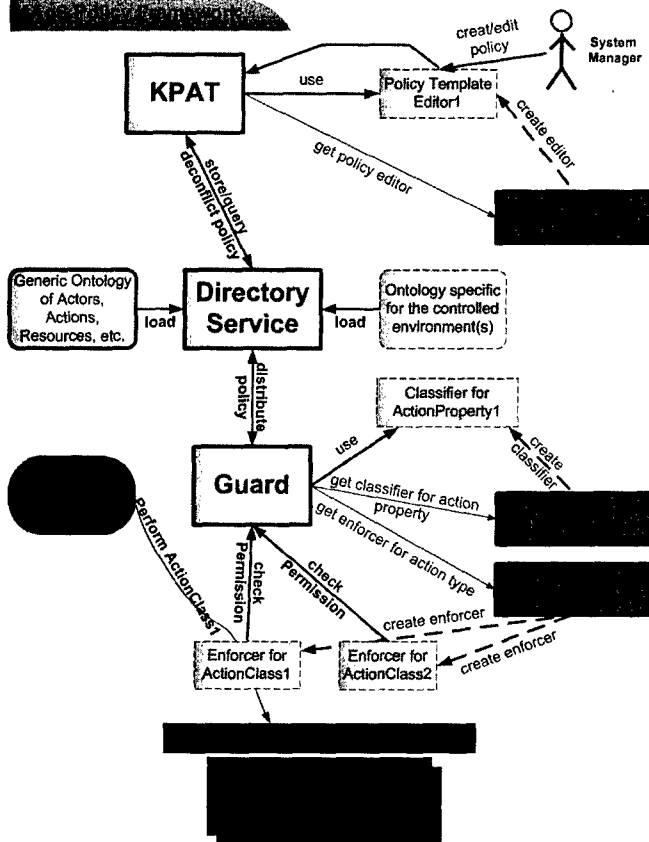 creat/edit
policy
System
Manager
KPAT
use
Policy Template
Editor1
create editor
get policy editor
store/query
deconflict policy
Generic Ontology
of Actors,
Actions,
Resources, etc.
load
Directory
Service
load
Ontology specific
for the controlled
environment(s)
distribute
policy
Classifier for
ActionProperty1
use
create
classifier
Guard
get classifier for action
property
get enforcer for action type
Perform ActionClass1
check
Permission
check
Permission
create enforcer
create enforcer
Enforcer for
ActionClass1
Enforcer for
ActionClass2